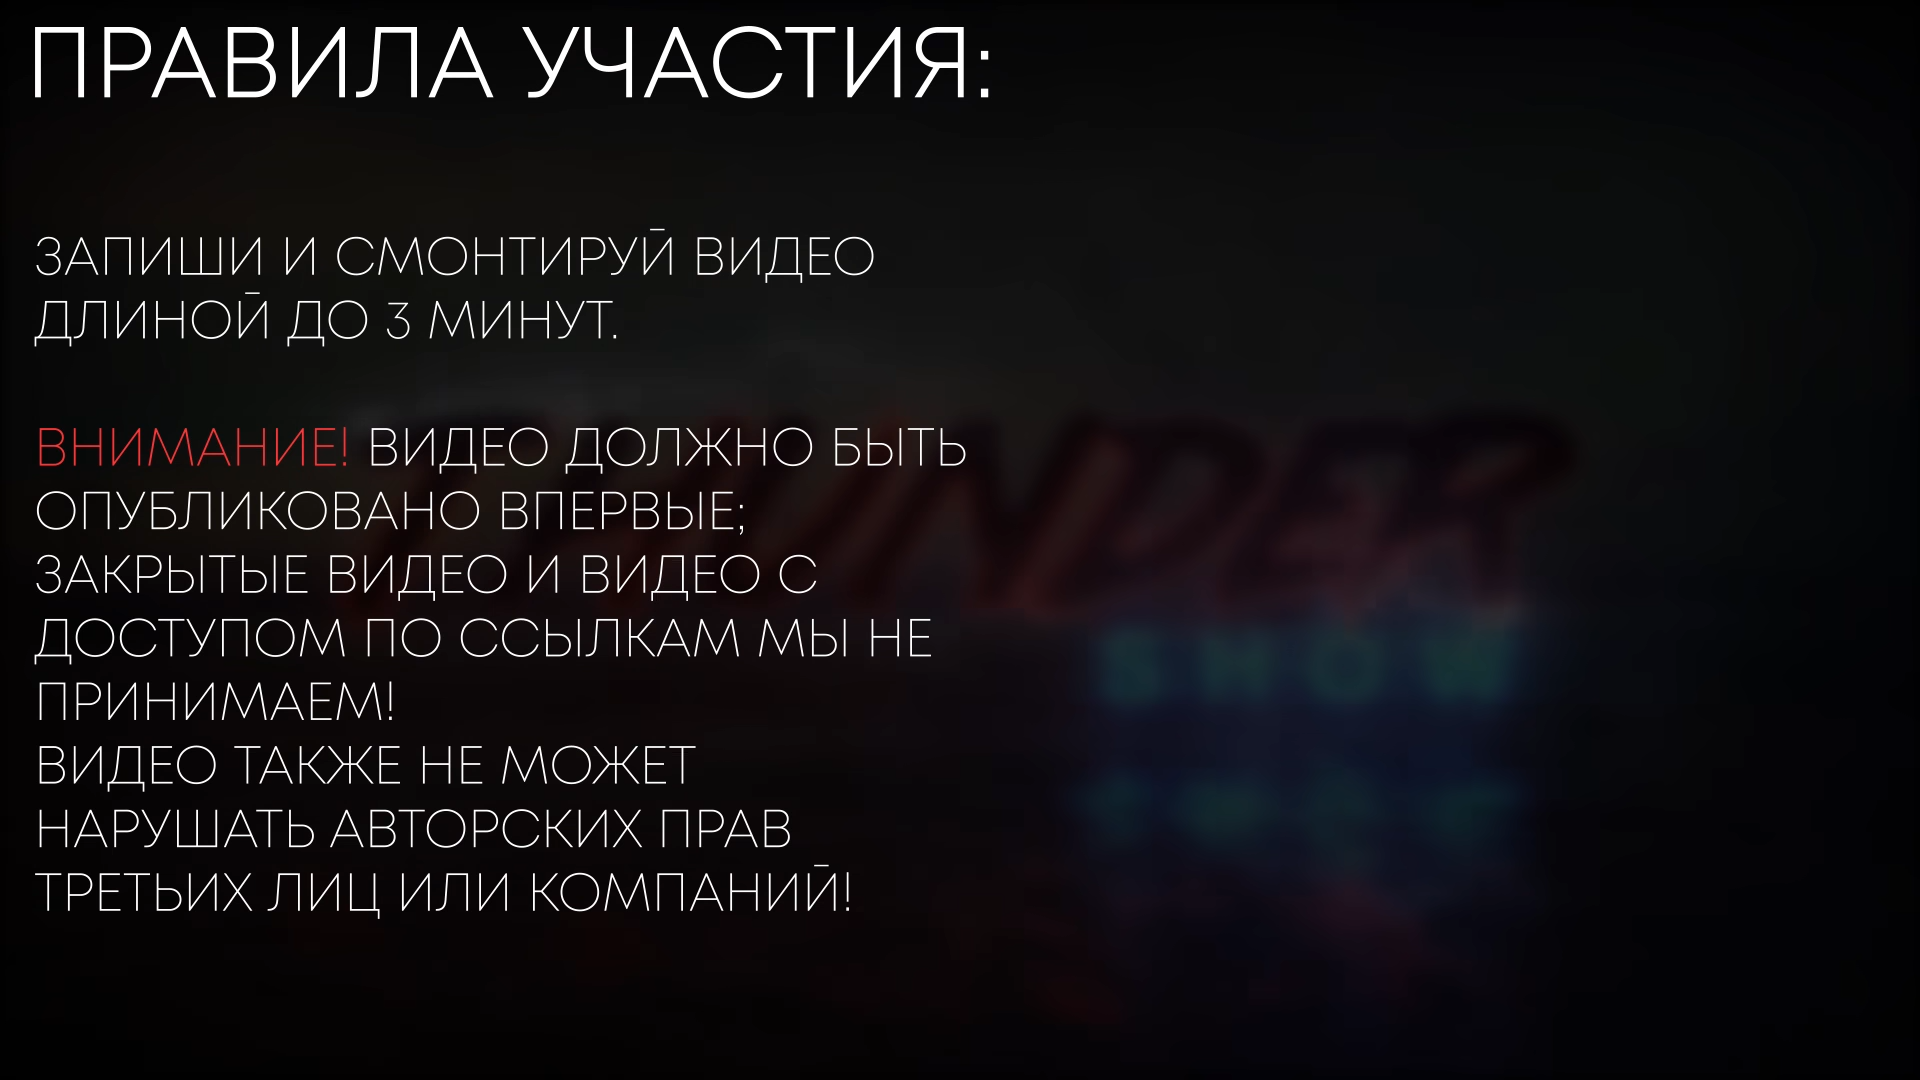 ПРАВИЛА УЧАСТИЯ:
ЗАПИШИ И СМОНТИРУЙ ВИДЕО
ДЛИНОЙ ДО 3 МИНУТ.
ВНИМАНИЕ! ВИДЕО ДОЛЖНО БЫТЬ
ОПУБЛИКОВАНО ВПЕРВЫЕ;
ЗАКРЫТЫЕ ВИДЕО И ВИДЕО С
ДОСТУПОМ ПО ССЫЛКАМ МЫ НЕ
ПРИНИМАЕМ!
ВИДЕО ТАКЖЕ НЕ МОЖЕТ
НАРУШАТЬ АВТОРСКИХ ПРАВ
ТРЕТЬИХ ЛИЦ ИЛИ КОМПАНИЙ!
SHOW